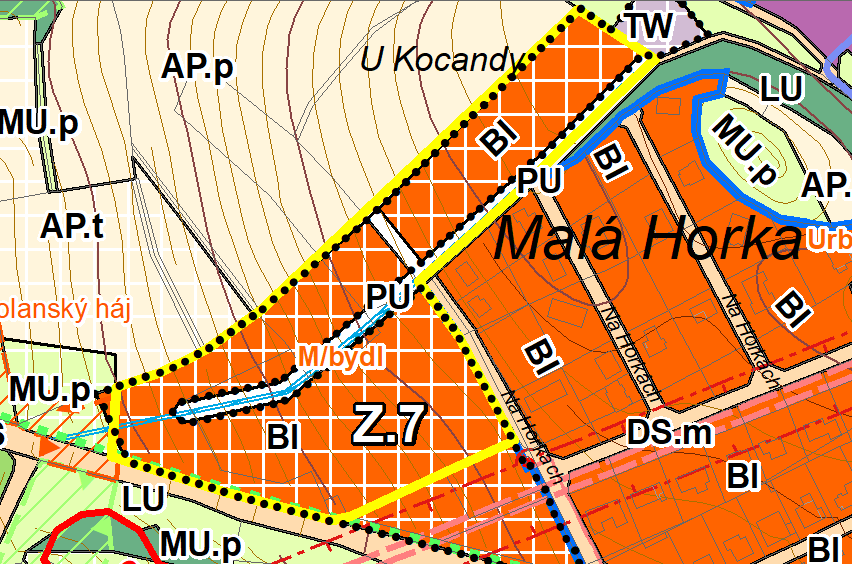 TW
U Kocandy
AP.p
LU
MU.p
BI
MU.p
BI
PU
AP.
AP.t
Malá Horka
Urb
PU
olanský háj
BI
Na Horkách
Na Horkách
M/bydl
BI
MU.p
Na Horkách
Z.7
BI
DS.m
BI
LU
MU.p
BI